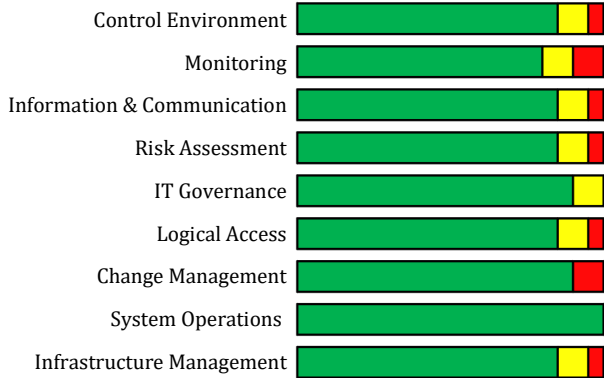 Control Environment
Monitoring
Information & Communication
Risk Assessment
IT Governance
Logical Access
Change Management
System Operations
Infrastructure Management